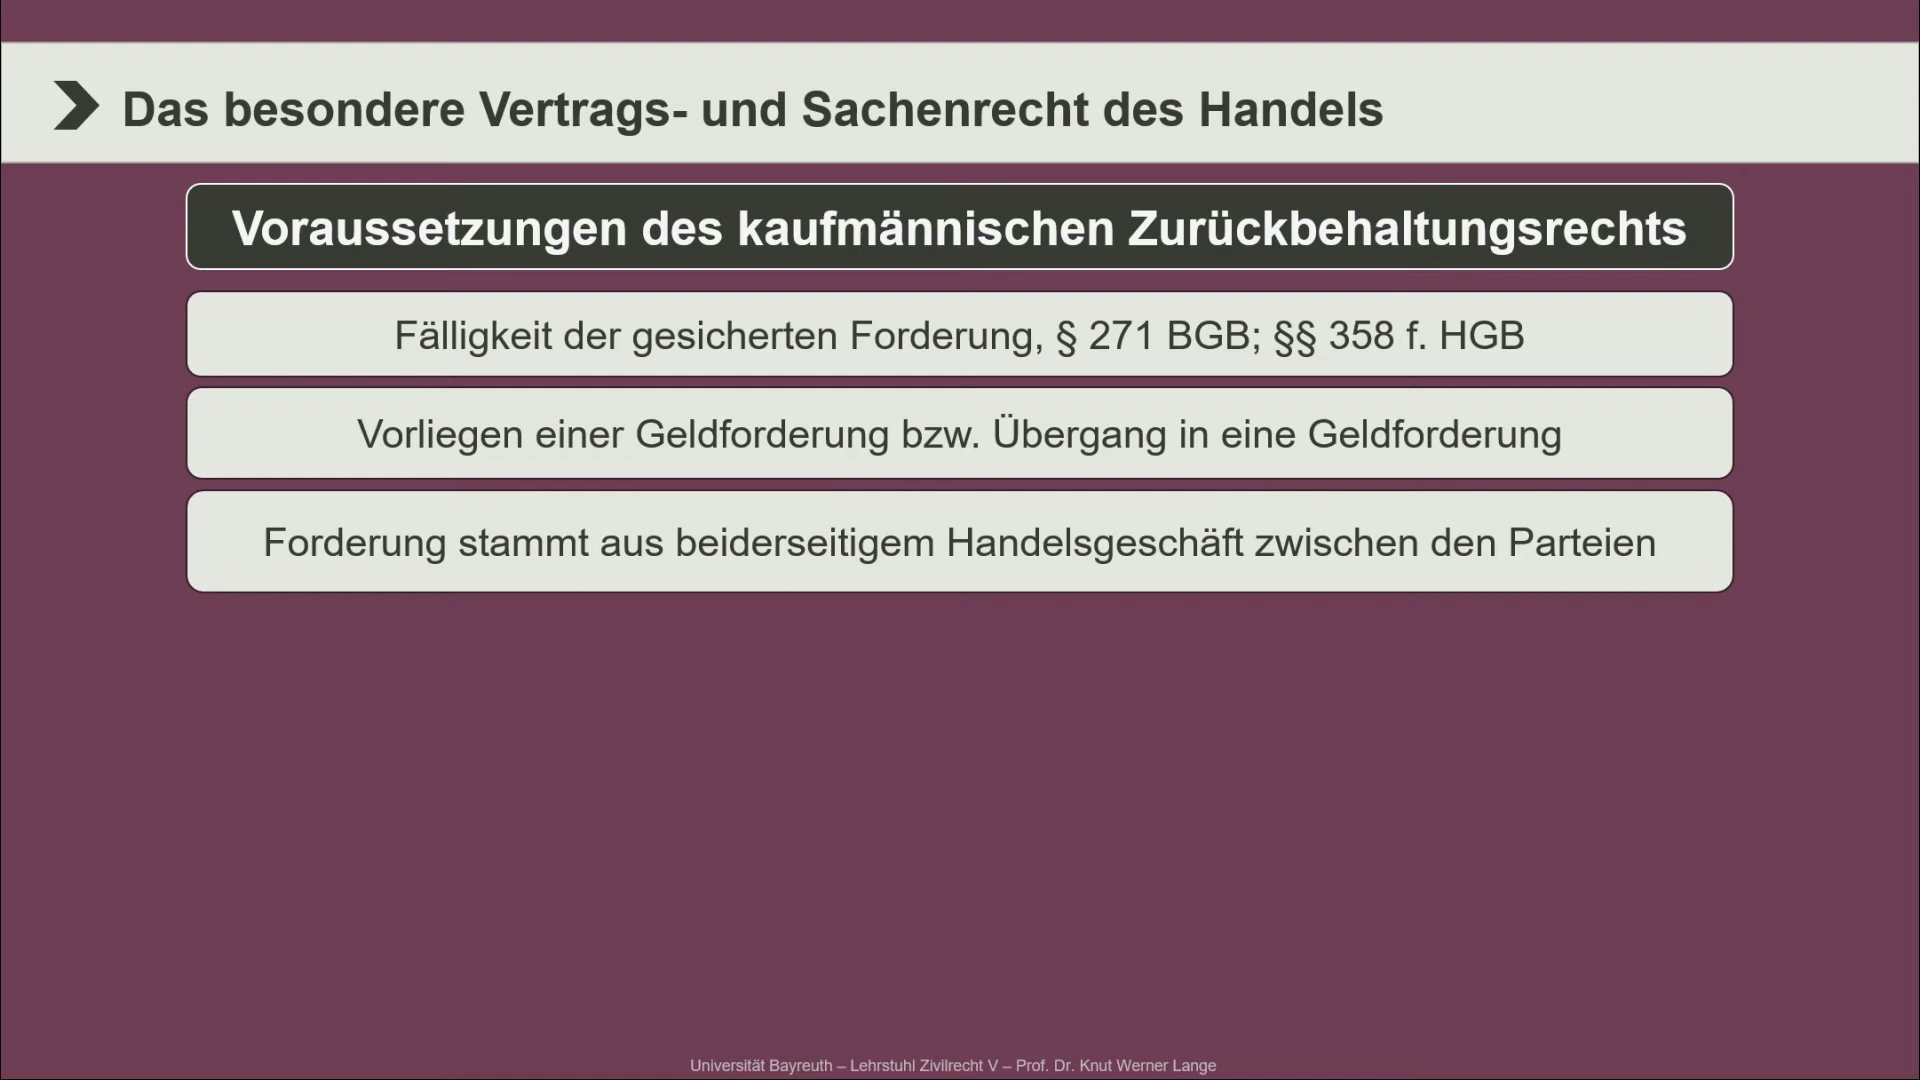 Das besondere Vertrags- und Sachenrecht des Handels
Voraussetzungen des kaufmännischen Zurückbehaltungsrechts
Fälligkeit der gesicherten Forderung, § 271 BGB; §§ 358 f. HGB
Vorliegen einer Geldforderung bzw. Übergang in eine Geldforderung
Forderung stammt aus beiderseitigem Handelsgeschäft zwischen den Parteien
Universität Bayreuth – Lehrstuhl Zivilrecht V – Prof. Dr. Knut Werner Lange